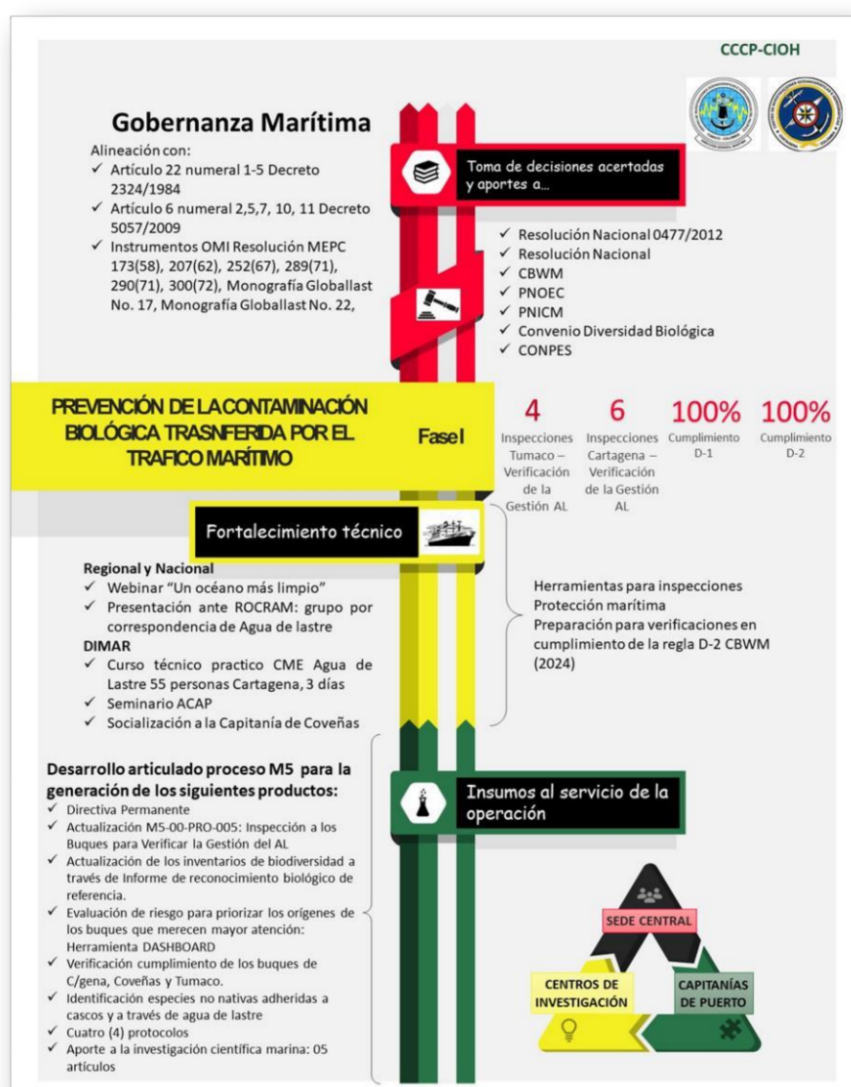 CCCP-CIOH
Gobernanza Marítima
Alineación con:
✓ Artículo 22 numeral 1-5 Decreto
2324/1984
✓ Artículo 6 numeral 2,5,7, 10, 11 Decreto
5057/2009
✓ Instrumentos OMI Resolución MEPC
173(58), 207(62), 252(67), 289(71),
290(71), 300(72), Monografía Globallast
No. 17, Monografía Globallast No. 22,
Toma de decisiones acertadas
y aportes a...
✓ Resolución Nacional 0477/2012
✓ Resolución Nacional
✓ CBWM
✓ PNOEC
✓ PNICM
✓ Convenio Diversidad Biológica
✓ CONPES
PREVENCIÓN DE LA CONTAMINACIÓN
BIOLÓGICA TRASNFERIDA POR EL
TRAFICO MARÍTIMO
Fase I
4
Inspecciones
Tumaco –
Verificación
de la
Gestión AL
6
Inspecciones
Cartagena –
Verificación
de la Gestión
AL
100%
Cumplimiento
D-1
100%
Cumplimiento
D-2
Fortalecimiento técnico
Regional y Nacional
✓ Webinar “Un océano más limpio”
✓ Presentación ante ROCRAM: grupo por
correspondencia de Agua de lastre
DIMAR
✓ Curso técnico practico CME Agua de
Lastre 55 personas Cartagena, 3 días
✓ Seminario ACAP
✓ Socialización a la Capitanía de Coveñas
Herramientas para inspecciones
Protección marítima
Preparación para verificaciones en
cumplimiento de la regla D-2 CBWM
(2024)
Desarrollo articulado proceso M5 para la
generación de los siguientes productos:
✓ Directiva Permanente
✓ Actualización M5-00-PRO-005: Inspección a los
Buques para Verificar la Gestión del AL
✓ Actualización de los inventarios de biodiversidad a
través de Informe de reconocimiento biológico de
referencia.
✓ Evaluación de riesgo para priorizar los orígenes de
los buques que merecen mayor atención:
Herramienta DASHBOARD
✓ Verificación cumplimiento de los buques de
C/gena, Coveñas y Tumaco.
✓ Identificación especies no nativas adheridas a
cascos y a través de agua de lastre
✓ Cuatro (4) protocolos
✓ Aporte a la investigación científica marina: 05
artículos
Insumos al servicio de la
operación
SEDE CENTRAL
CENTROS DE
INVESTIGACIÓN
CAPITANÍAS
DE PUERTO